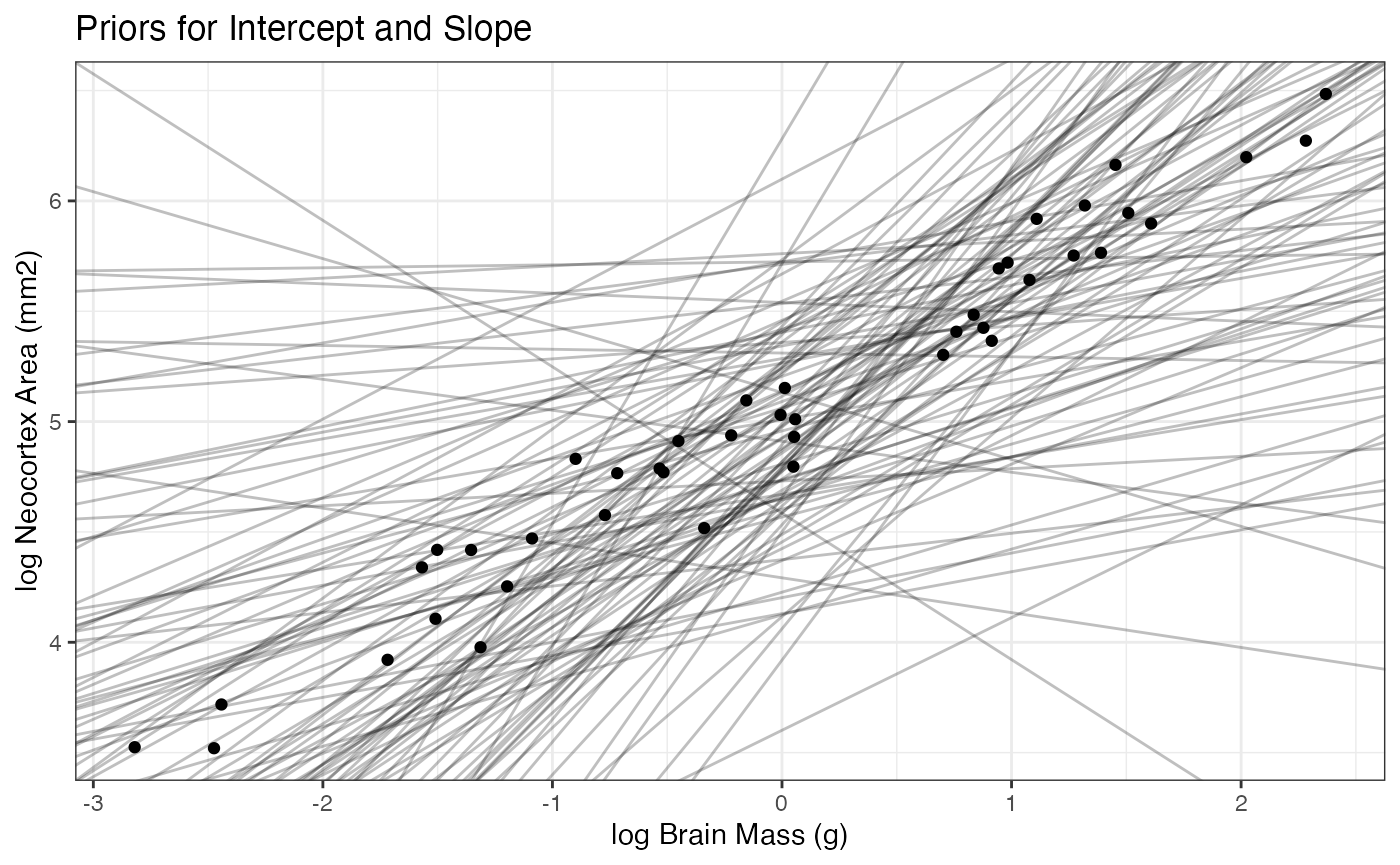 Priors for Intercept and Slope
log Neocortex Area (mm2)
6
5
4
-3 -2 -1 0 1 2
log Brain Mass (g)